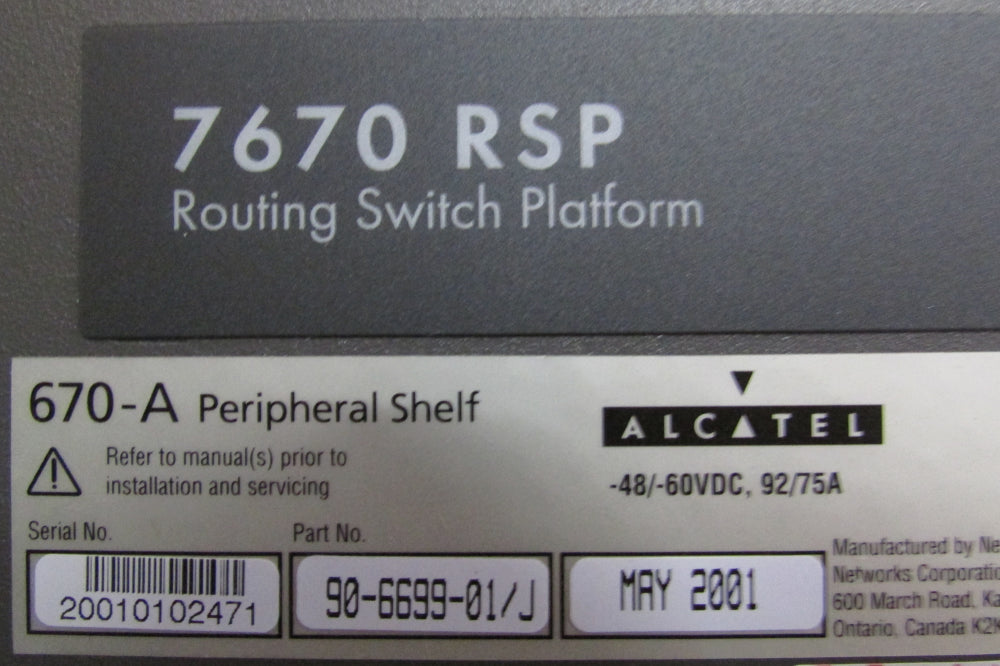 7670 RSP
Routing Switch Platform
670-A Peripheral Shelf
ALCATEL
Refer to manual(s) prior to
installation and servicing
-48/-60VDC, 92/75A
Serial No.
Part No.
20010102471
90-6699-01/J
MAY 2001
Manufactured by
Networks
600 March Road,
Ontario, Canada